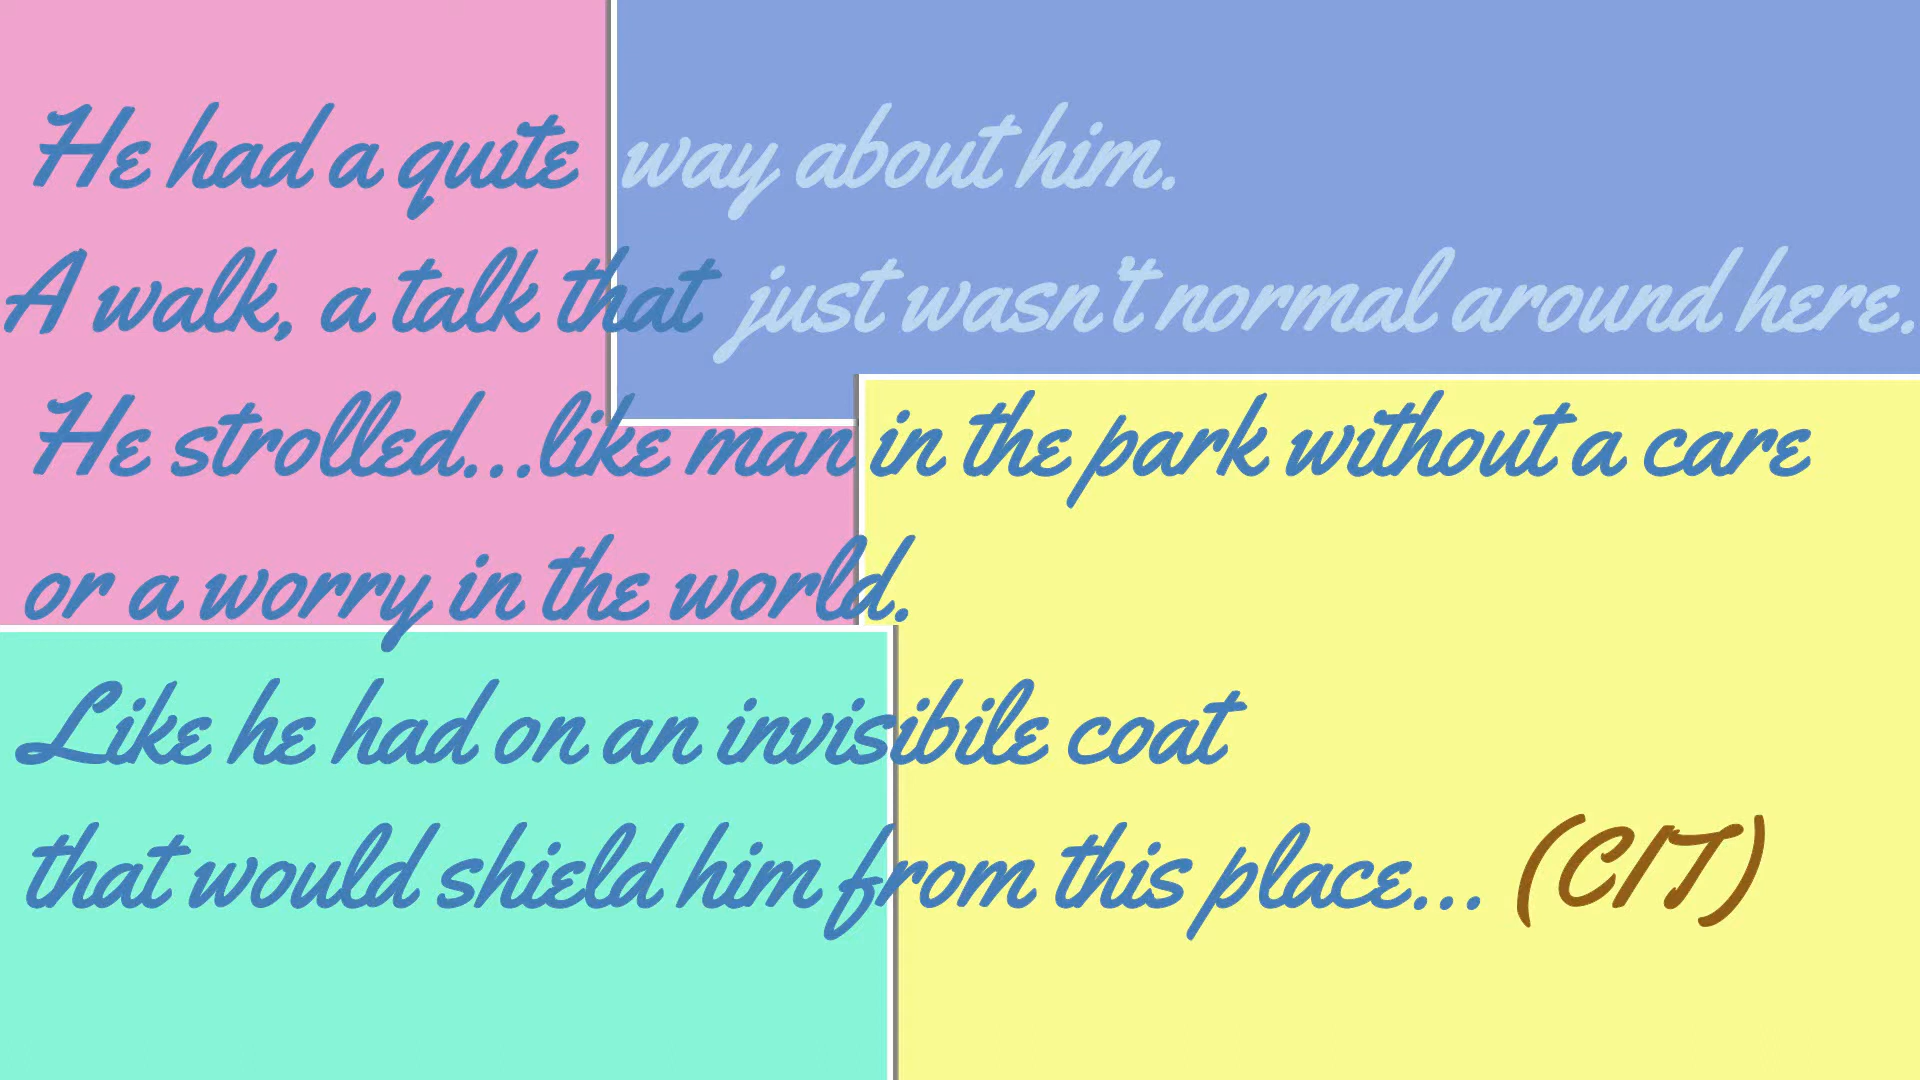 He had a quite way about him.
A walk, a talk that just wasn't normal around here.
He strolled...like man in the park without a care
or a worry in the world.
Like he had on an invisibile coat
that would shield him from this place... (CIT)